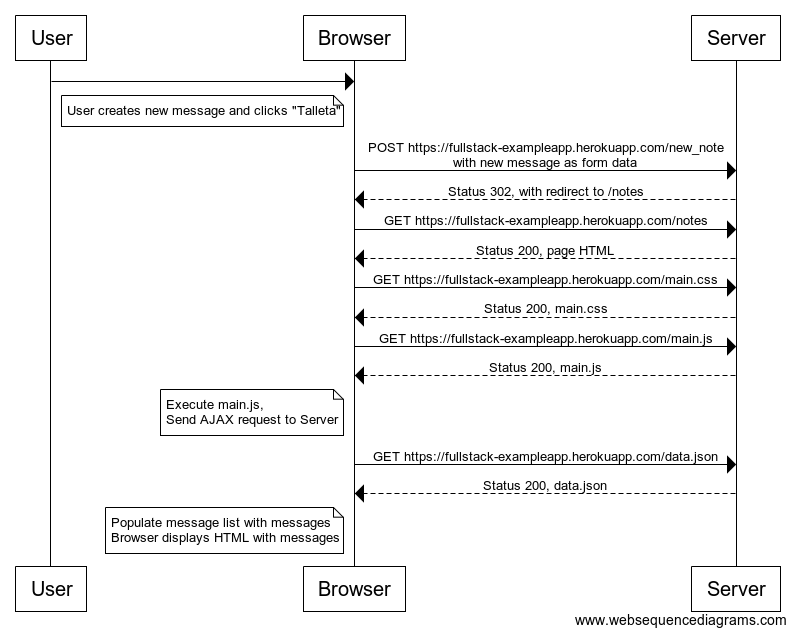 User Browser Server
User creates new message and clicks "Talleta"
POST https://fullstack-exampleapp.herokuapp.com/new_note
with new message as form data
Status 302, with redirect to /notes
GET https://fullstack-exampleapp.herokuapp.com/notes
Status 200, page HTML
GET https://fullstack-exampleapp.herokuapp.com/main.css
Status 200, main.css
GET https://fullstack-exampleapp.herokuapp.com/main.js
Status 200, main.js
Execute main.js,
Send AJAX request to Server
GET https://fullstack-exampleapp.herokuapp.com/data.json
Status 200, data.json
Populate message list with messages
Browser displays HTML with messages
User Browser Server
www.websequencediagrams.com